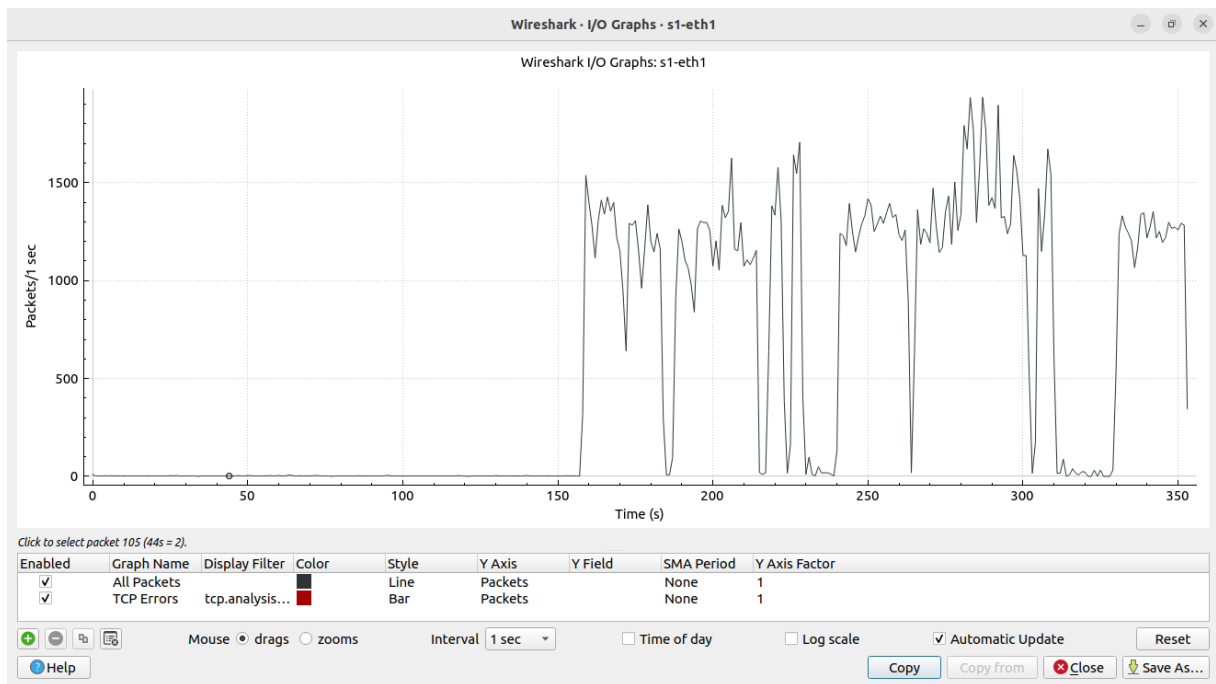 Wireshark · I/O Graphs · s1-eth1
Wireshark I/O Graphs: s1-eth1
Packets/1 sec
1500
1000
500
0
0 50 100 150 200 250 300 350
Time (s)
Click to select packet 105 (44s = 2).
Enabled Graph Name Display Filter Color Style Y Axis Y Field SMA Period Y Axis Factor
All Packets Line Packets None 1
TCP Errors tcp.analysis... Bar Packets None 1
Mouse drags zooms Interval 1 sec Time of day Log scale Automatic Update Reset
Help Copy Copy from Close Save As...